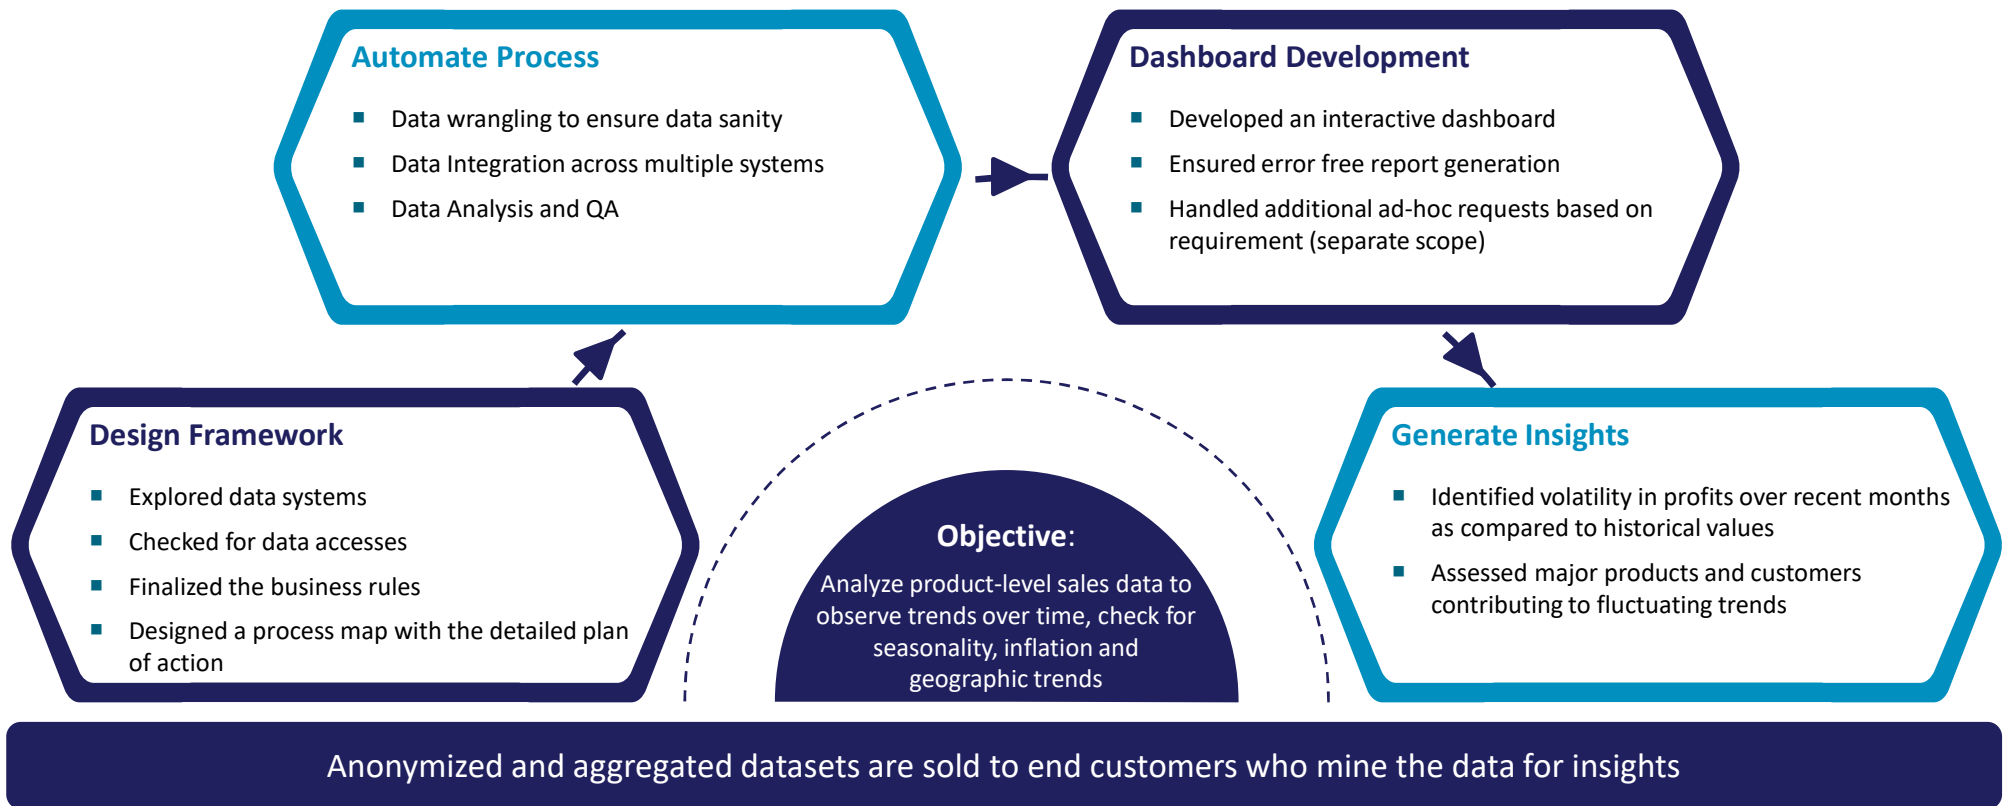 Automate Process
■ Data wrangling to ensure data sanity
■ Data Integration across multiple systems
■ Data Analysis and QA
Dashboard Development
■ Developed an interactive dashboard
■ Ensured error free report generation
■ Handled additional ad-hoc requests based on
requirement (separate scope)
Design Framework
■ Explored data systems
■ Checked for data accesses
■ Finalized the business rules
■ Designed a process map with the detailed plan
of action
Objective:
Analyze product-level sales data to
observe trends over time, check for
seasonality, inflation and
geographic trends
Generate Insights
■ Identified volatility in profits over recent months
as compared to historical values
■ Assessed major products and customers
contributing to fluctuating trends
Anonymized and aggregated datasets are sold to end customers who mine the data for insights